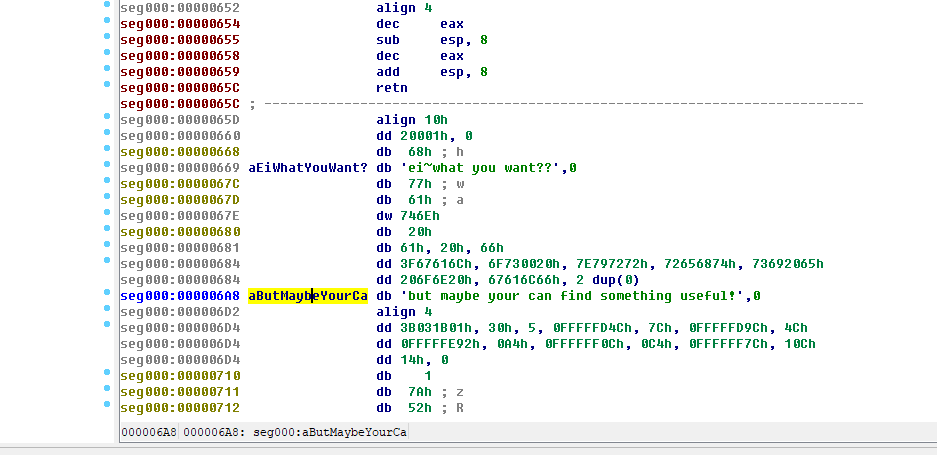 seg000:00000652 align 4
seg000:00000654 dec eax
seg000:00000655 sub esp, 8
seg000:00000658 dec eax
seg000:00000659 add esp, 8
seg000:0000065C retn
seg000:0000065C ; ---------------------------------------------------------------------------
seg000:0000065D align 10h
seg000:00000660 dd 20001h, 0
seg000:00000668 db 68h ; h
seg000:00000669 aEiWhatYouWant? db 'ei~what you want??',0
seg000:0000067C db 77h ; w
seg000:0000067D db 61h ; a
seg000:0000067E dw 746Eh
seg000:00000680 db 20h
seg000:00000681 db 61h, 20h, 66h
seg000:00000684 dd 3F67616Ch, 6F730020h, 7E797272h, 72656874h, 73692065h
seg000:00000684 dd 206F6E20h, 67616C66h, 2 dup(0)
seg000:000006A8 aButMaybeYourCa db 'but maybe your can find something useful!',0
seg000:000006D2 align 4
seg000:000006D4 dd 3B031B01h, 30h, 5, 0FFFFFD4Ch, 7Ch, 0FFFFFD9Ch, 4Ch
seg000:000006D4 dd 0FFFFFE92h, 0A4h, 0FFFFFF0Ch, 0C4h, 0FFFFFF7Ch, 10Ch
seg000:000006D4 dd 14h, 0
seg000:00000710 db 1
seg000:00000711 db 7Ah ; z
seg000:00000712 db 52h ; R
000006A8 000006A8: seg000:aButMaybeYourCa